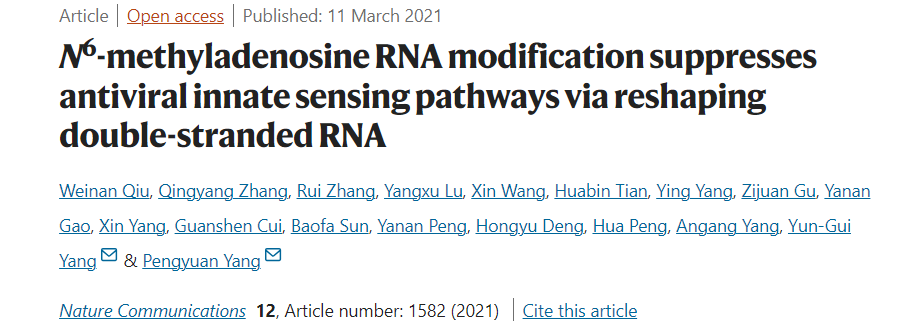 Article | Open access | Published: 11 March 2021
N⁶-methyladenosine RNA modification suppresses
antiviral innate sensing pathways via reshaping
double-stranded RNA
Weinan Qiu, Qingyang Zhang, Rui Zhang, Yangxu Lu, Xin Wang, Huabin Tian, Ying Yang, Zijuan Gu, Yanan
Gao, Xin Yang, Guanshen Cui, Baofa Sun, Yanan Peng, Hongyu Deng, Hua Peng, Angang Yang, Yun-Gui
Yang & Pengyuan Yang
Nature Communications 12, Article number: 1582 (2021) | Cite this article